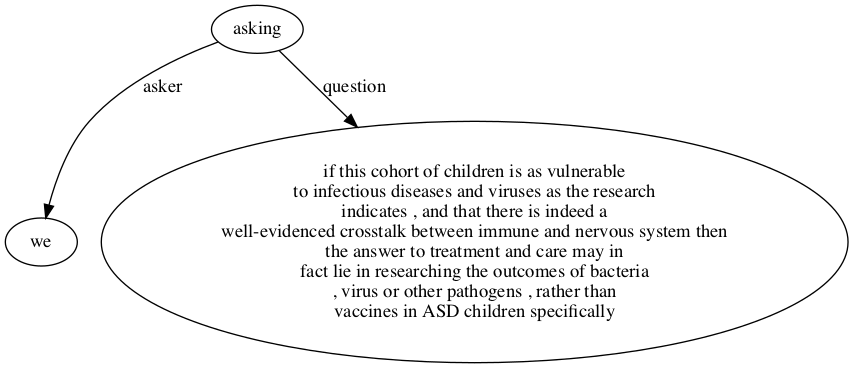 asking
asker
question
we
if this cohort of children is as vulnerable
to infectious diseases and viruses as the research
indicates , and that there is indeed a
well-evidenced crosstalk between immune and nervous system then
the answer to treatment and care may in
fact lie in researching the outcomes of bacteria
, virus or other pathogens , rather than
vaccines in ASD children specifically